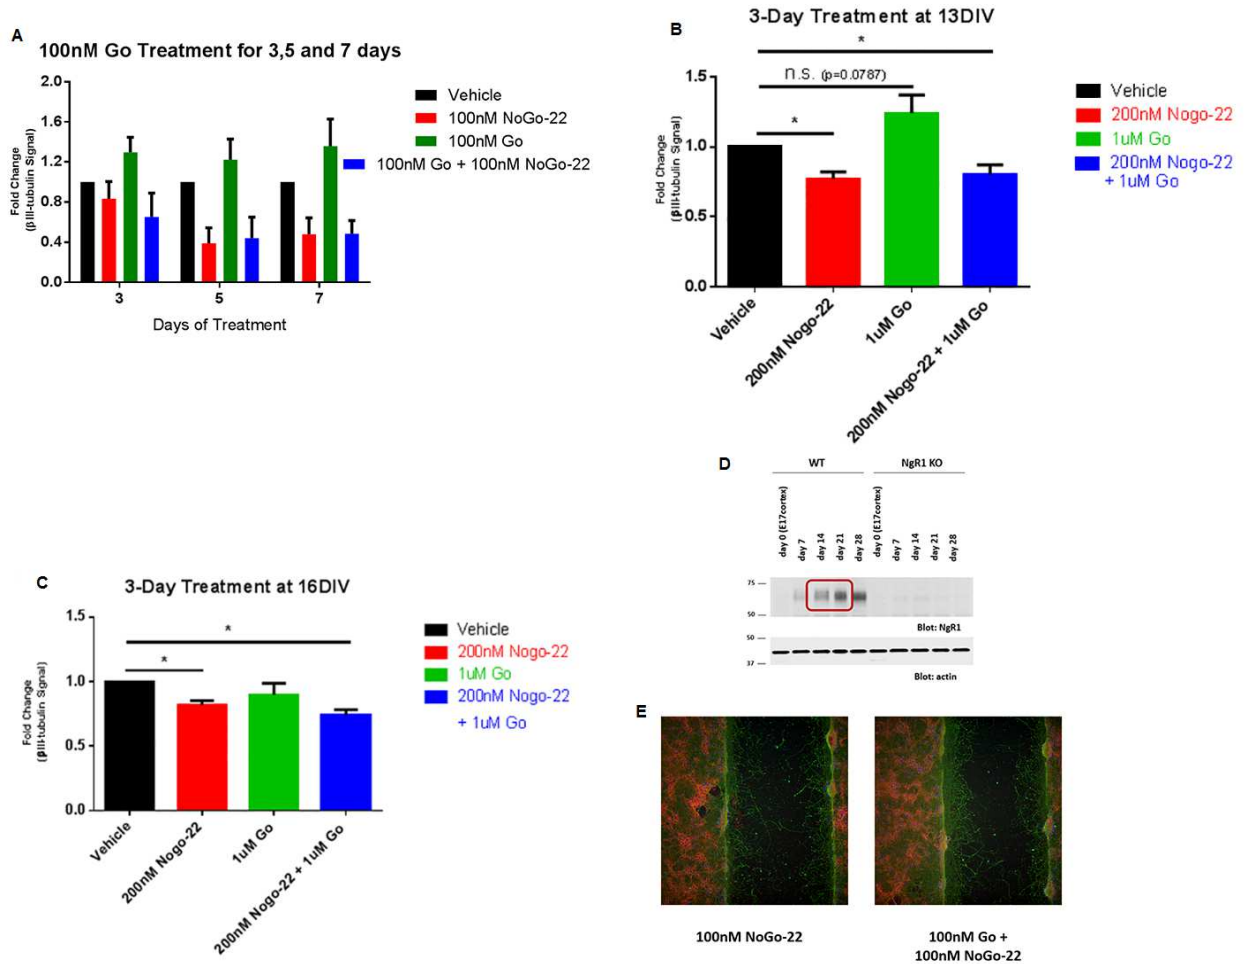 A
100nM Go Treatment for 3,5 and 7 days
2.0
1.6
1.2
0.8
0.4
0.0
Fold Change
(βIII-tubulin Signal)
3
5
7
Days of Treatment
Vehicle
100nM NoGo-22
100nM Go
100nM Go + 100nM NoGo-22
B
3-Day Treatment at 13DIV
*
n.s. (p=0.0787)
*
1.5
1.0
0.5
0.0
Fold Change
(βIII-tubulin Signal)
Vehicle
200nM Nogo-22
1uM Go
200nM Nogo-22 + 1uM Go
Vehicle
200nM Nogo-22
1uM Go
200nM Nogo-22
+ 1uM Go
C
3-Day Treatment at 16DIV
*
*
1.5
1.0
0.5
0.0
Fold Change
(βIII-tubulin Signal)
Vehicle
200nM Nogo-22
1uM Go
200nM Nogo-22 + 1uM Go
Vehicle
200nM Nogo-22
1uM Go
200nM Nogo-22
+ 1uM Go
D
WT
NgR1 KO
day 0 (E17cortex)
day 7
day 14
day 21
day 28
day 0 (E17cortex)
day 7
day 14
day 21
day 28
75
50
Blot: NgR1
50
37
Blot: actin
E
100nM NoGo-22
100nM Go +
100nM NoGo-22